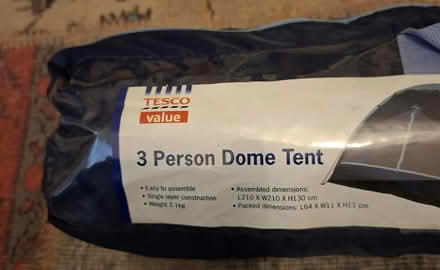 TESCO
value
3 Person Dome Tent
• Easy to assemble
• Single layer construction
• Weight 2.1kg
• Assembled dimensions:
L210 X W210 X H130 cm
• Packed dimensions: L64 X W11 X H11 cm